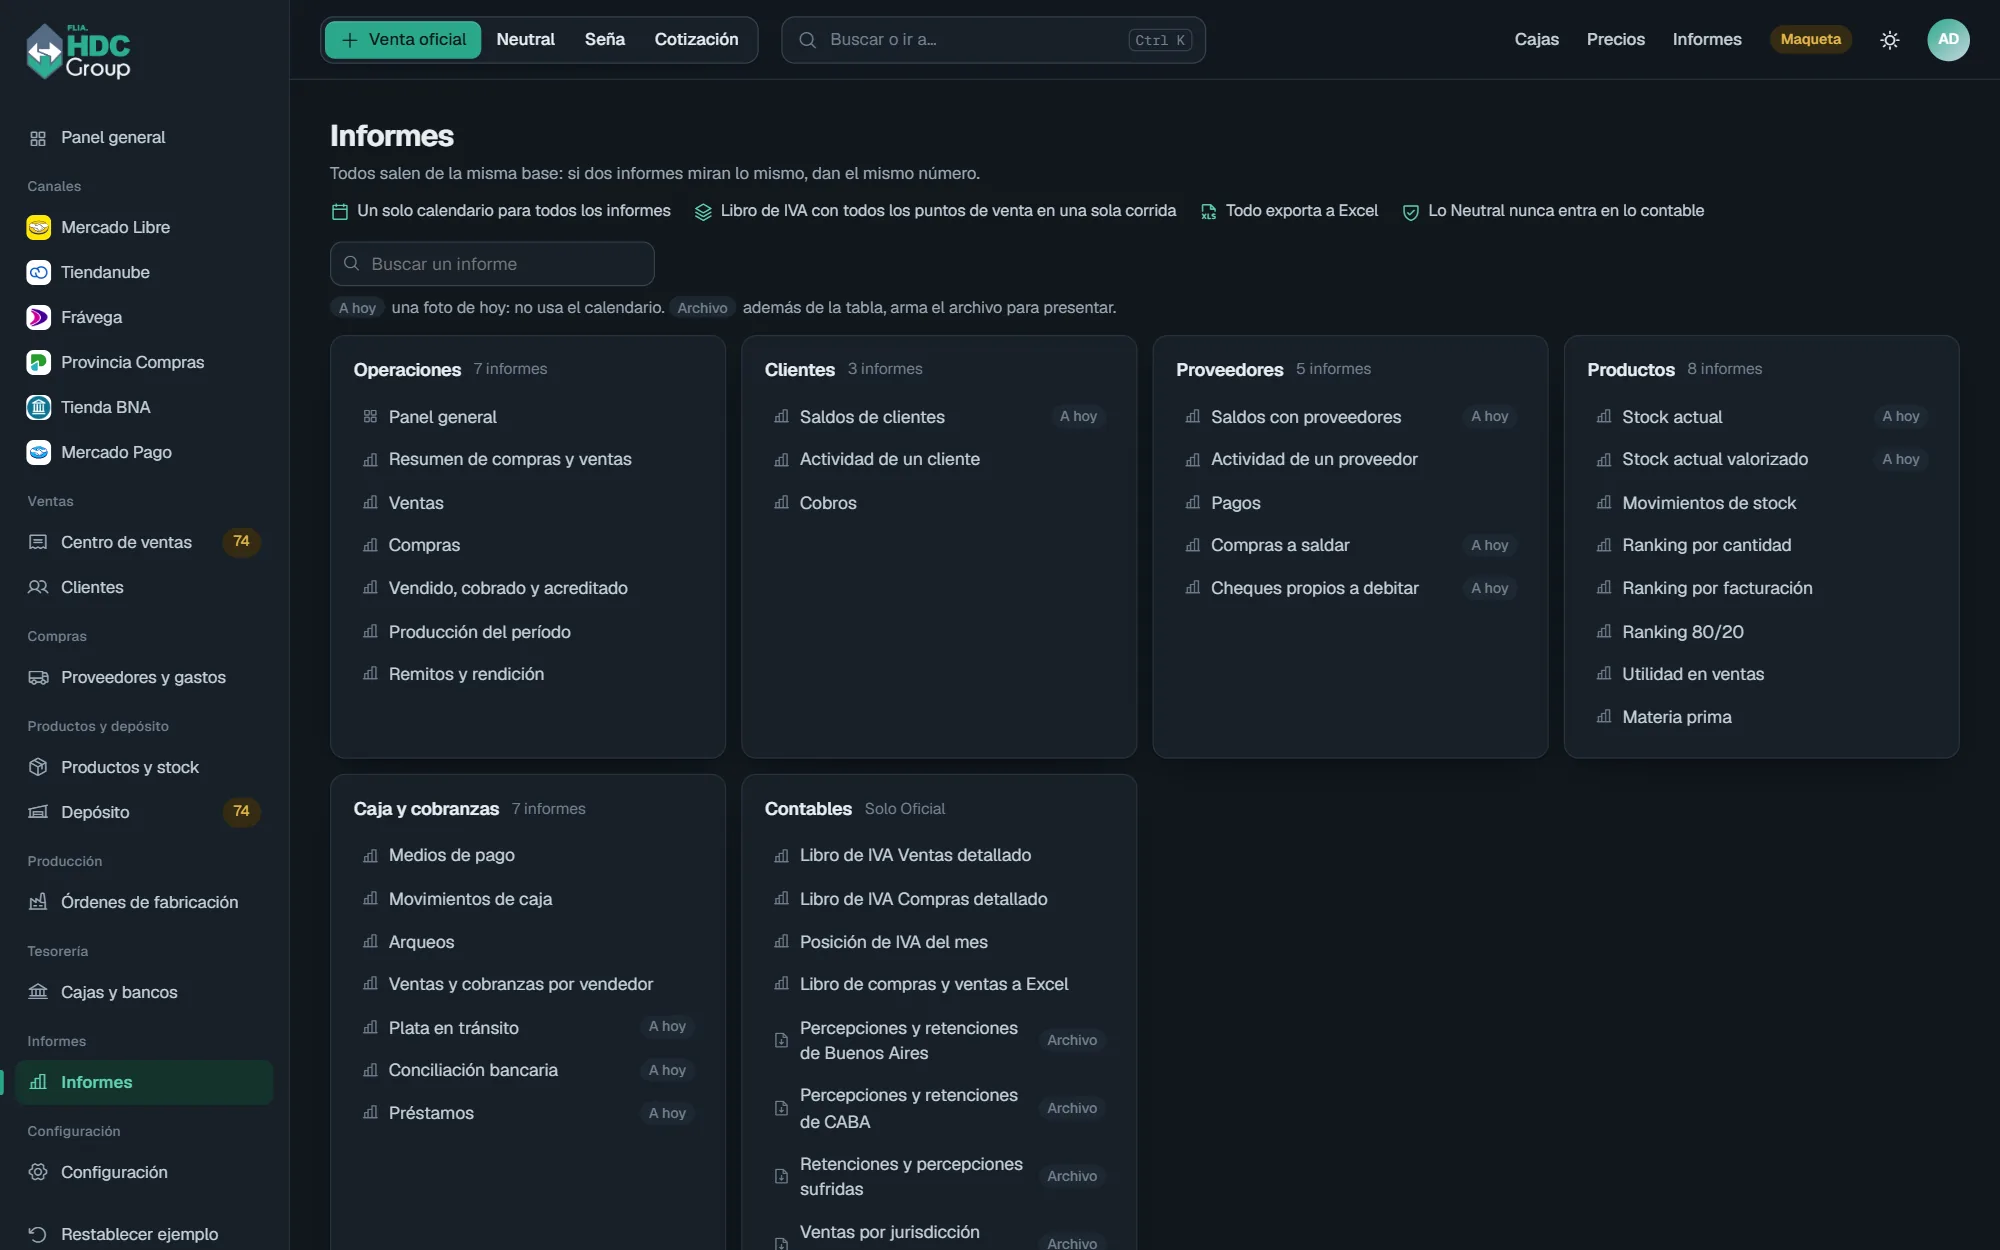 FLIA.
HDC
Group
Venta oficial
Neutral
Seña
Cotización
Buscar o ir a...
Ctrl K
Cajas
Precios
Informes
Maqueta
AD
Panel general
Canales
Mercado Libre
Tiendanube
Frávega
Provincia Compras
Tienda BNA
Mercado Pago
Ventas
Centro de ventas 74
Clientes
Compras
Proveedores y gastos
Productos y depósito
Productos y stock
Depósito 74
Producción
Órdenes de fabricación
Tesorería
Cajas y bancos
Informes
Informes
Configuración
Configuración
Restablecer ejemplo
Informes
Todos salen de la misma base: si dos informes miran lo mismo, dan el mismo número.
Un solo calendario para todos los informes Libro de IVA con todos los puntos de venta en una sola corrida XLS Todo exporta a Excel Lo Neutral nunca entra en lo contable
Buscar un informe
A hoy una foto de hoy: no usa el calendario. Archivo además de la tabla, arma el archivo para presentar.
Operaciones 7 informes
Panel general
Resumen de compras y ventas
Ventas
Compras
Vendido, cobrado y acreditado
Producción del período
Remitos y rendición
Clientes 3 informes
Saldos de clientes A hoy
Actividad de un cliente
Cobros
Proveedores 5 informes
Saldos con proveedores A hoy
Actividad de un proveedor
Pagos
Compras a saldar A hoy
Cheques propios a debitar A hoy
Productos 8 informes
Stock actual A hoy
Stock actual valorizado A hoy
Movimientos de stock
Ranking por cantidad
Ranking por facturación
Ranking 80/20
Utilidad en ventas
Materia prima
Caja y cobranzas 7 informes
Medios de pago
Movimientos de caja
Arqueos
Ventas y cobranzas por vendedor
Plata en tránsito A hoy
Conciliación bancaria A hoy
Préstamos A hoy
Contables Solo Oficial
Libro de IVA Ventas detallado
Libro de IVA Compras detallado
Posición de IVA del mes
Libro de compras y ventas a Excel
Percepciones y retenciones
de Buenos Aires Archivo
Percepciones y retenciones
de CABA Archivo
Retenciones y percepciones
sufridas Archivo
Ventas por jurisdicción
Archivo